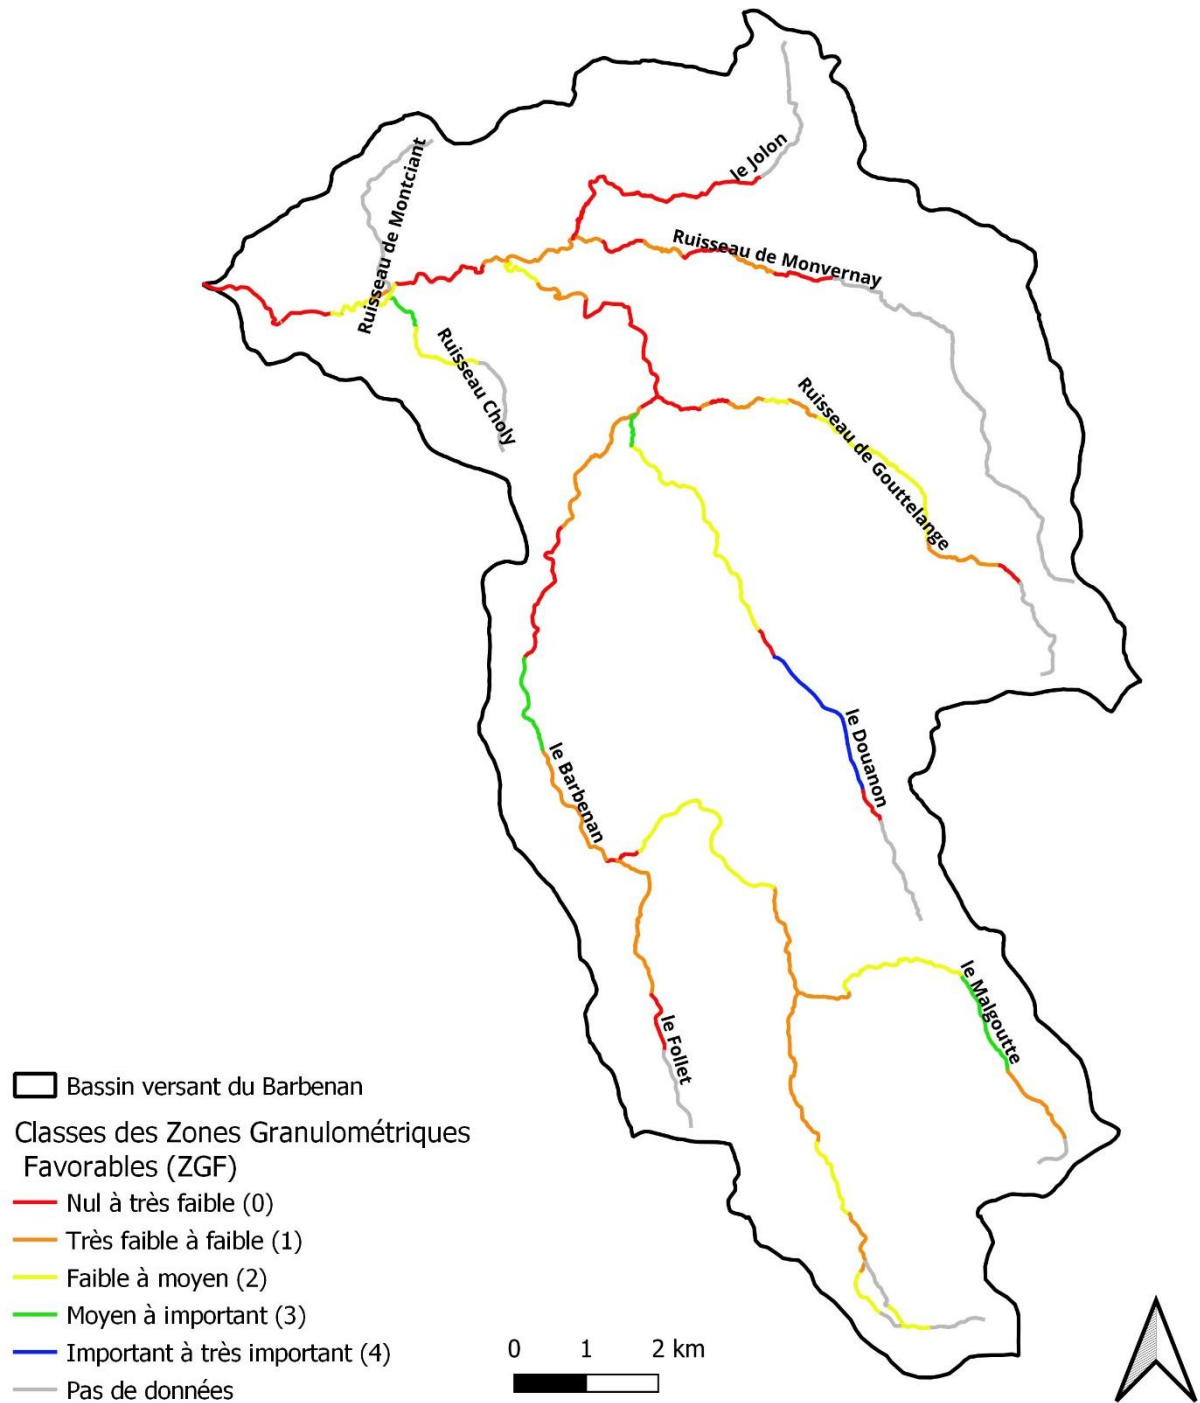 le Jolon
Ruisseau de Montciant
Ruisseau de Monvernay
Ruisseau Choly
Ruisseau de Gouttelange
le Douanon
le Barbenan
le Malgoutte
le Follet
Bassin versant du Barbenan
Classes des Zones Granulométriques
Favorables (ZGF)
Nul à très faible (0)
Très faible à faible (1)
Faible à moyen (2)
Moyen à important (3)
Important à très important (4)
Pas de données
0 1 2 km